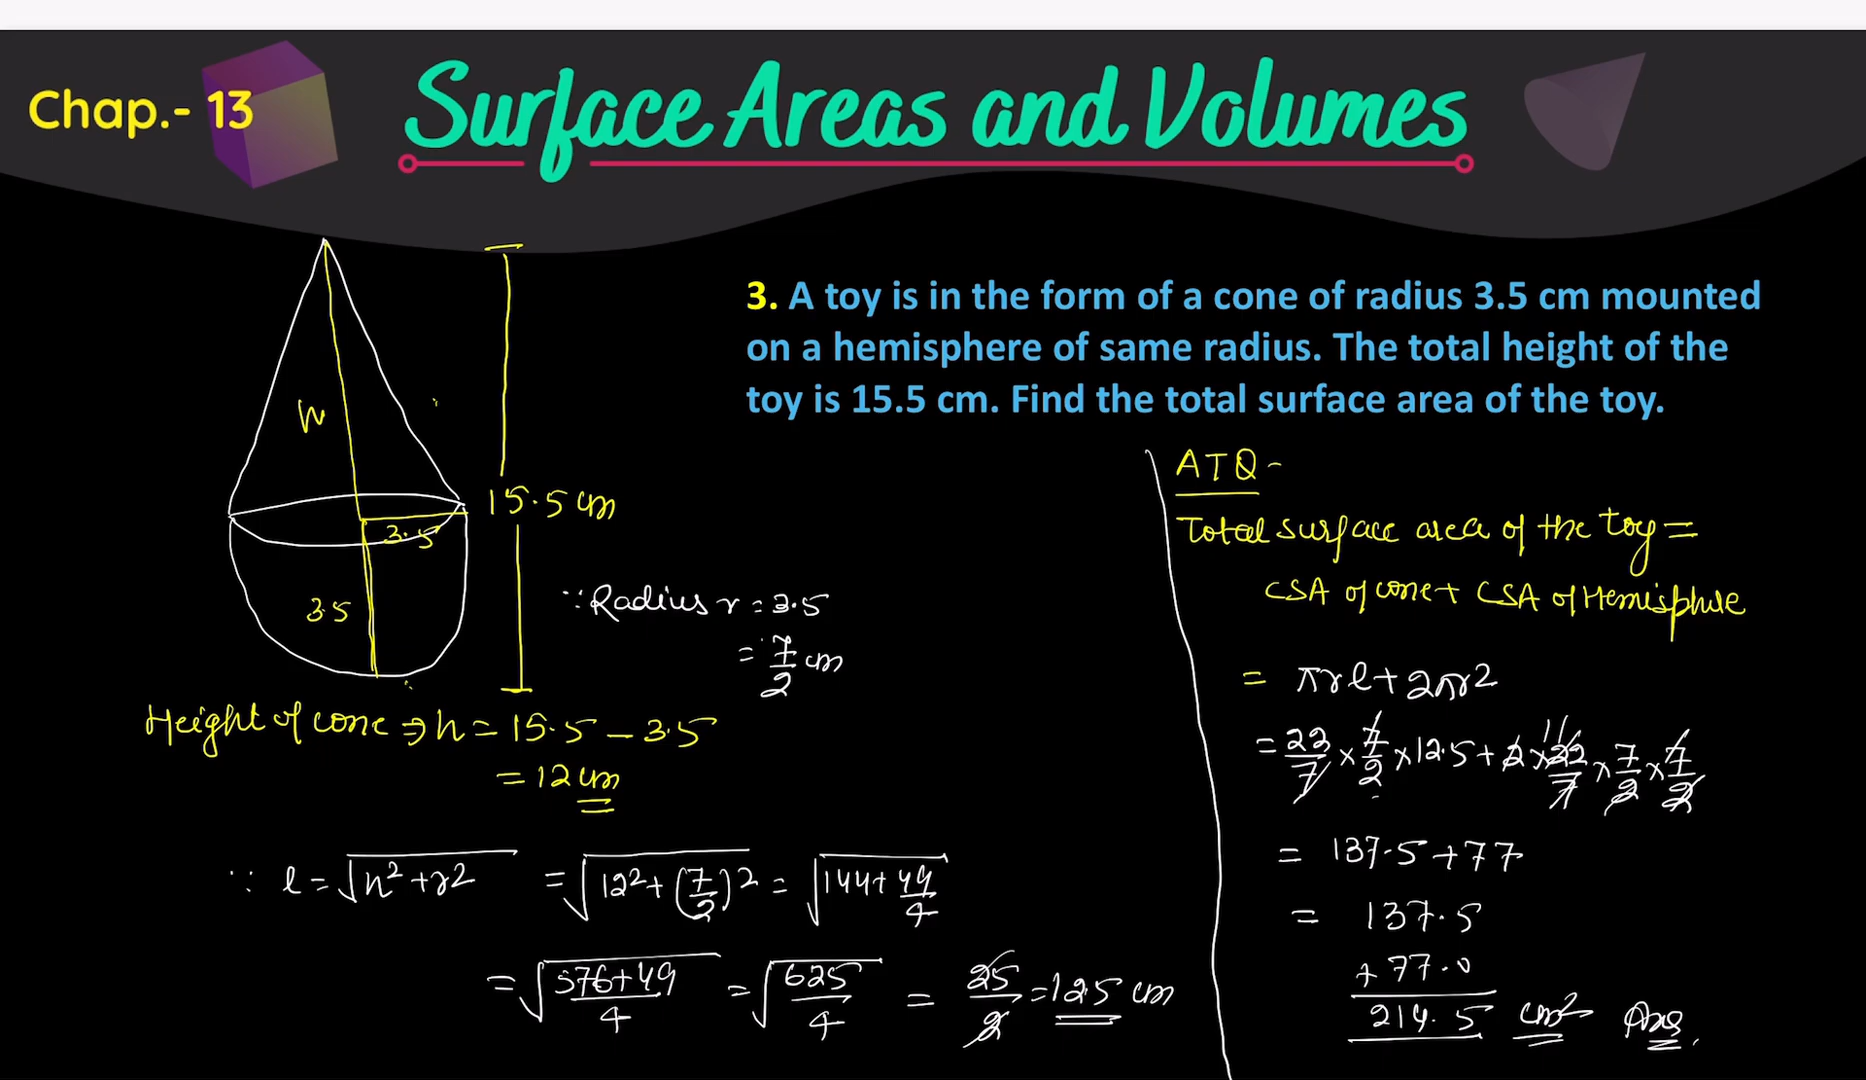 Chap.- 13
Surface Areas and Volumes
3. A toy is in the form of a cone of radius 3.5 cm mounted
on a hemisphere of same radius. The total height of the
toy is 15.5 cm. Find the total surface area of the toy.
h
15.5 cm
3.5
3.5
∵ Radius r = 3.5
= 7/2 cm
Height of cone ⇒ h = 15.5 - 3.5
= 12 cm
∵ l = √(h² + r²) = √(12² + (7/2)²) = √(144 + 49/4)
= √((576+49)/4) = √(625/4) = 25/2 = 12.5 cm
ATQ -
Total surface area of the toy =
CSA of cone + CSA of Hemisphere
= πrl + 2πr²
= 22/7 × 7/2 × 12.5 + 2 × 22/7 × 7/2 × 7/2
11
= 137.5 + 77
= 137.5
+ 77.0
214.5 cm² Ans.